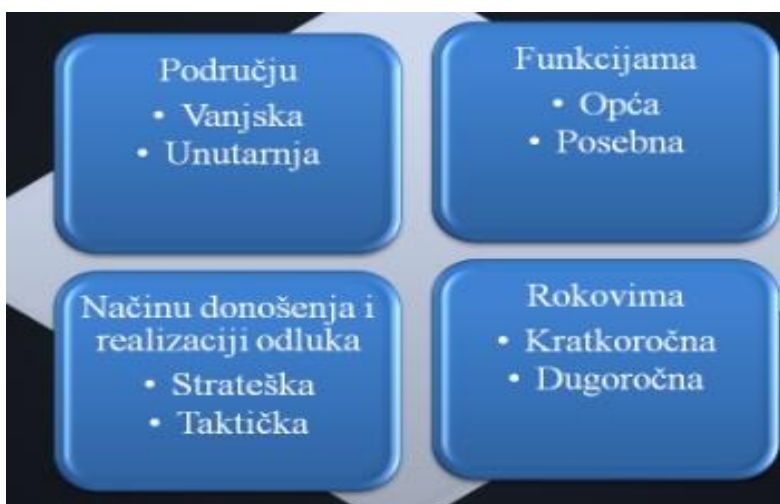 Području
• Vanjska
• Unutarnja
Funkcijama
• Opća
• Posebna
Načinu donošenja i
realizaciji odluka
• Strateška
• Taktička
Rokovima
• Kratkoročna
• Dugoročna